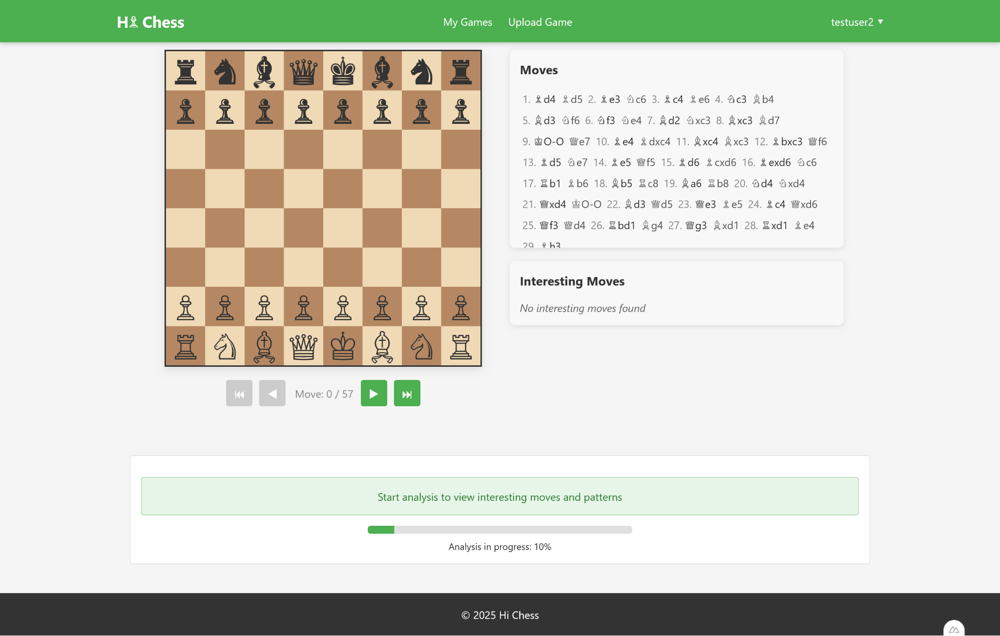 H♙ Chess
My Games
Upload Game
testuser2 ▼
Moves
1. ♙d4 ♙d5 2. ♙e3 ♘c6 3. ♙c4 ♙e6 4. ♘c3 ♗b4
5. ♗d3 ♘f6 6. ♘f3 ♘e4 7. ♗d2 ♘xc3 8. ♗xc3 ♗d7
9. ♔O-O ♕e7 10. ♙e4 ♙dxc4 11. ♗xc4 ♗xc3 12. ♙bxc3 ♕f6
13. ♙d5 ♘e7 14. ♙e5 ♕f5 15. ♙d6 ♙cxd6 16. ♙exd6 ♘c6
17. ♖b1 ♙b6 18. ♗b5 ♖c8 19. ♗a6 ♖b8 20. ♘d4 ♘xd4
21. ♕xd4 ♔O-O 22. ♗d3 ♕d5 23. ♕e3 ♙e5 24. ♙c4 ♕xd6
25. ♕f3 ♕d4 26. ♖bd1 ♗g4 27. ♕g3 ♗xd1 28. ♖xd1 ♙e4
29. ♙h3
Interesting Moves
No interesting moves found
Move: 0 / 57
Start analysis to view interesting moves and patterns
Analysis in progress: 10%
© 2025 Hi Chess